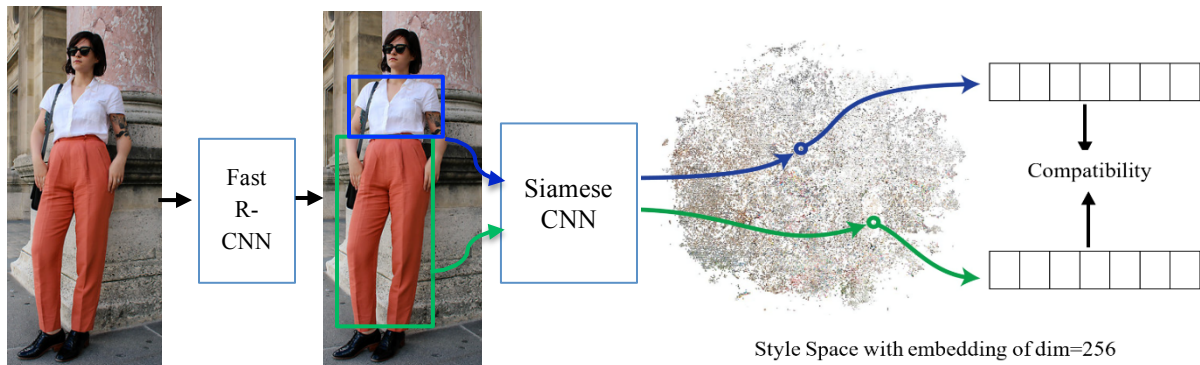 Fast
R-
CNN
Siamese
CNN
Compatibility
Style Space with embedding of dim=256